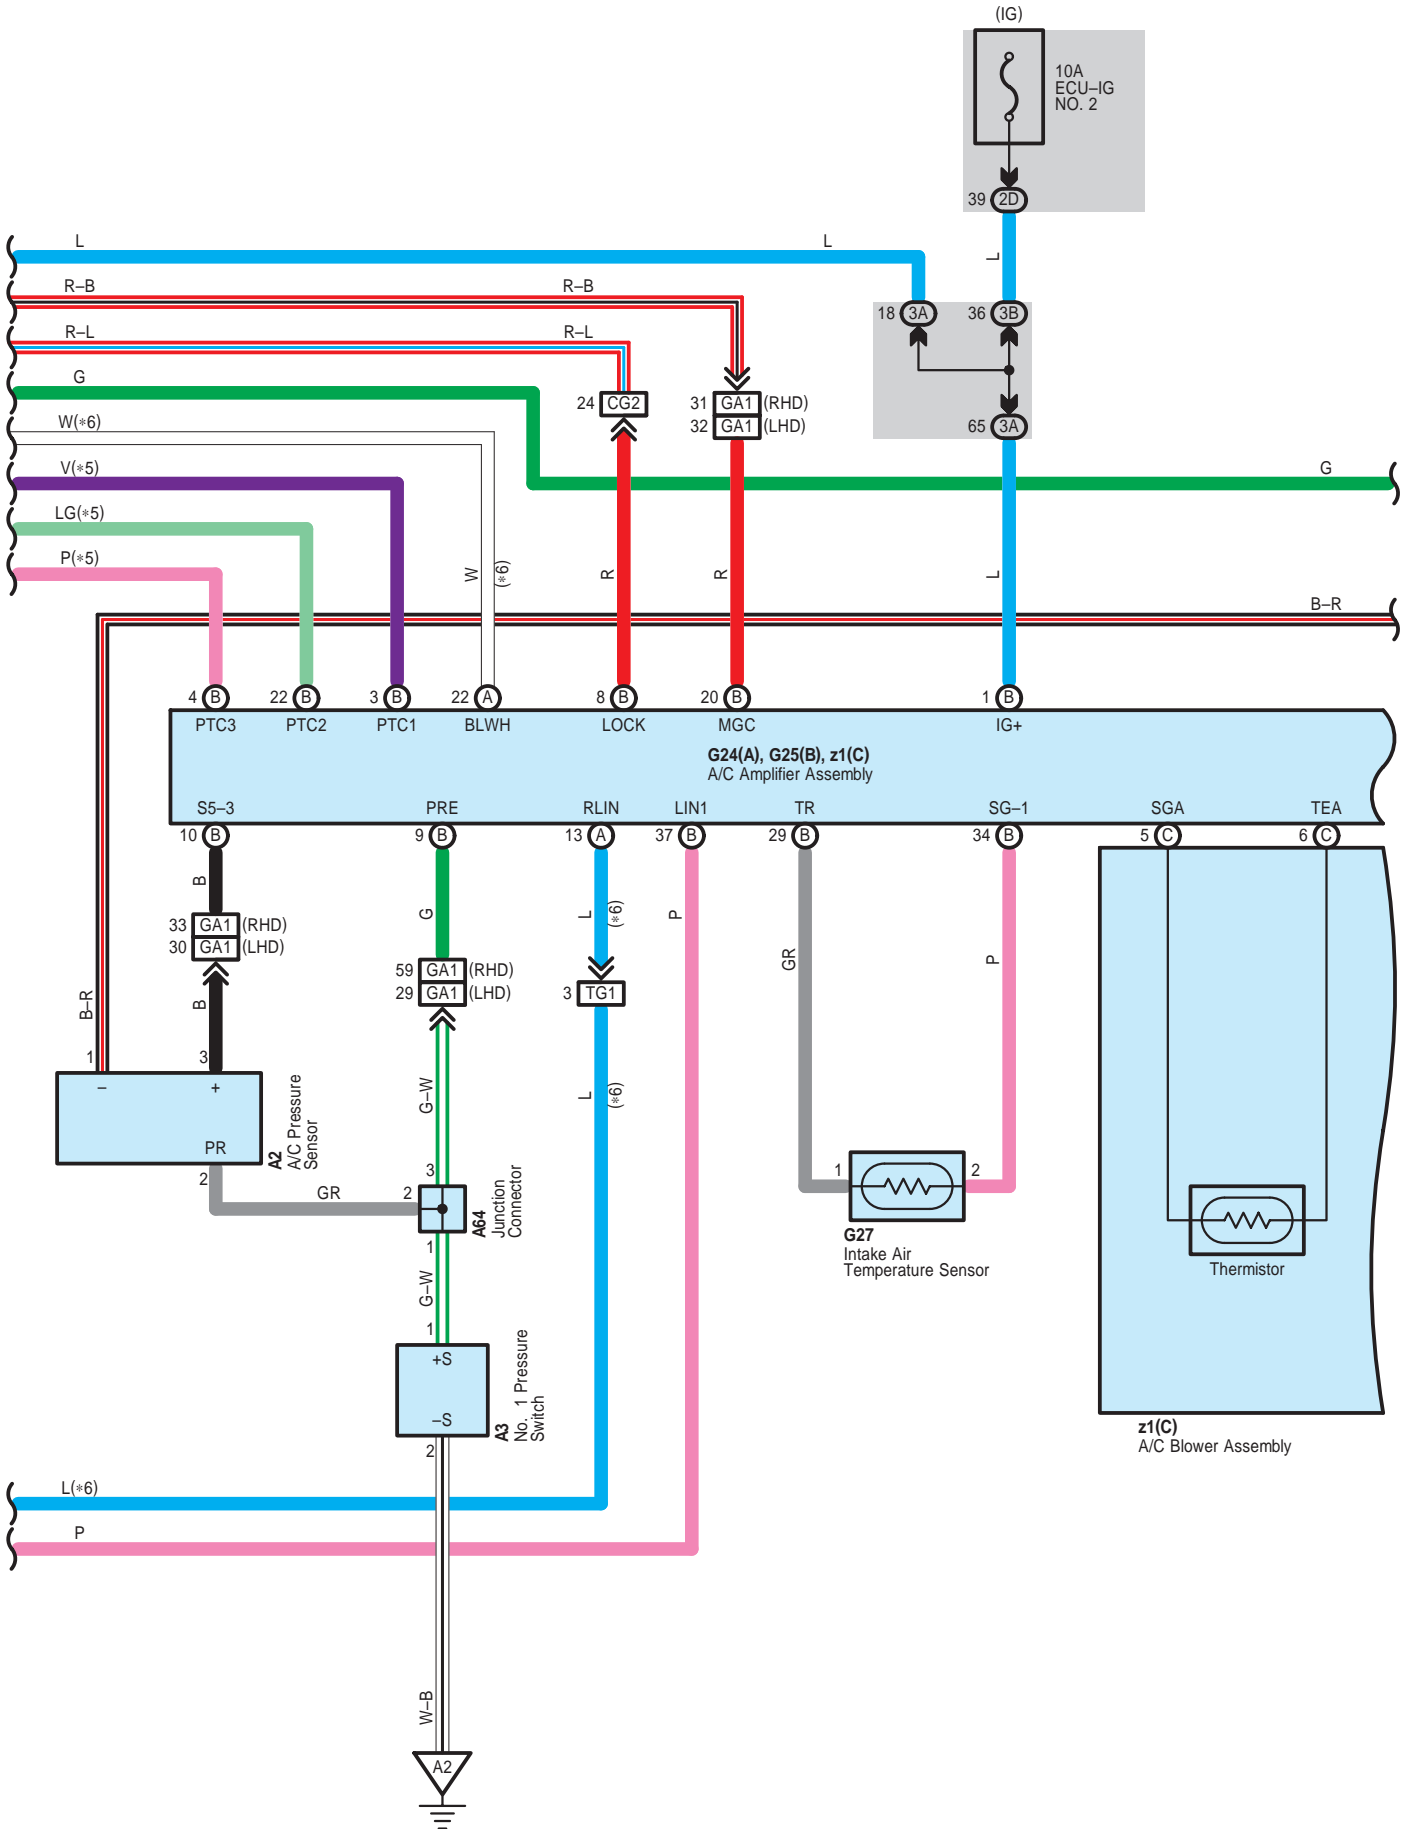 (IG)
10A
ECU–IG
NO. 2
39 2D
L
L
L
R–B
R–B
18 3A
36 3B
R–L
R–L
G
24 CG2
31 GA1 (RHD)
32 GA1 (LHD)
W(*6)
65 3A
V(*5)
G
LG(*5)
P(*5)
W
(*6)
R
R
L
B–R
4 B
22 B
3 B
22 A
8 B
20 B
1 B
PTC3
PTC2
PTC1
BLWH
LOCK
MGC
IG+
G24(A), G25(B), z1(C)
A/C Amplifier Assembly
S5–3
PRE
RLIN
LIN1
TR
SG–1
SGA
TEA
10 B
9 B
13 A
37 B
29 B
34 B
5 C
6 C
B
G
L
(*6)
P
33 GA1 (RHD)
30 GA1 (LHD)
GR
P
59 GA1 (RHD)
29 GA1 (LHD)
3 TG1
B–R
B
1
3
–
+
PR
A2
A/C Pressure
Sensor
G–W
L
(*6)
2
GR
3
2
1
A64
Junction
Connector
1
2
G27
Intake Air
Temperature Sensor
Thermistor
G–W
1
+S
–S
A3
No. 1 Pressure
Switch
2
z1(C)
A/C Blower Assembly
L(*6)
P
W–B
A2